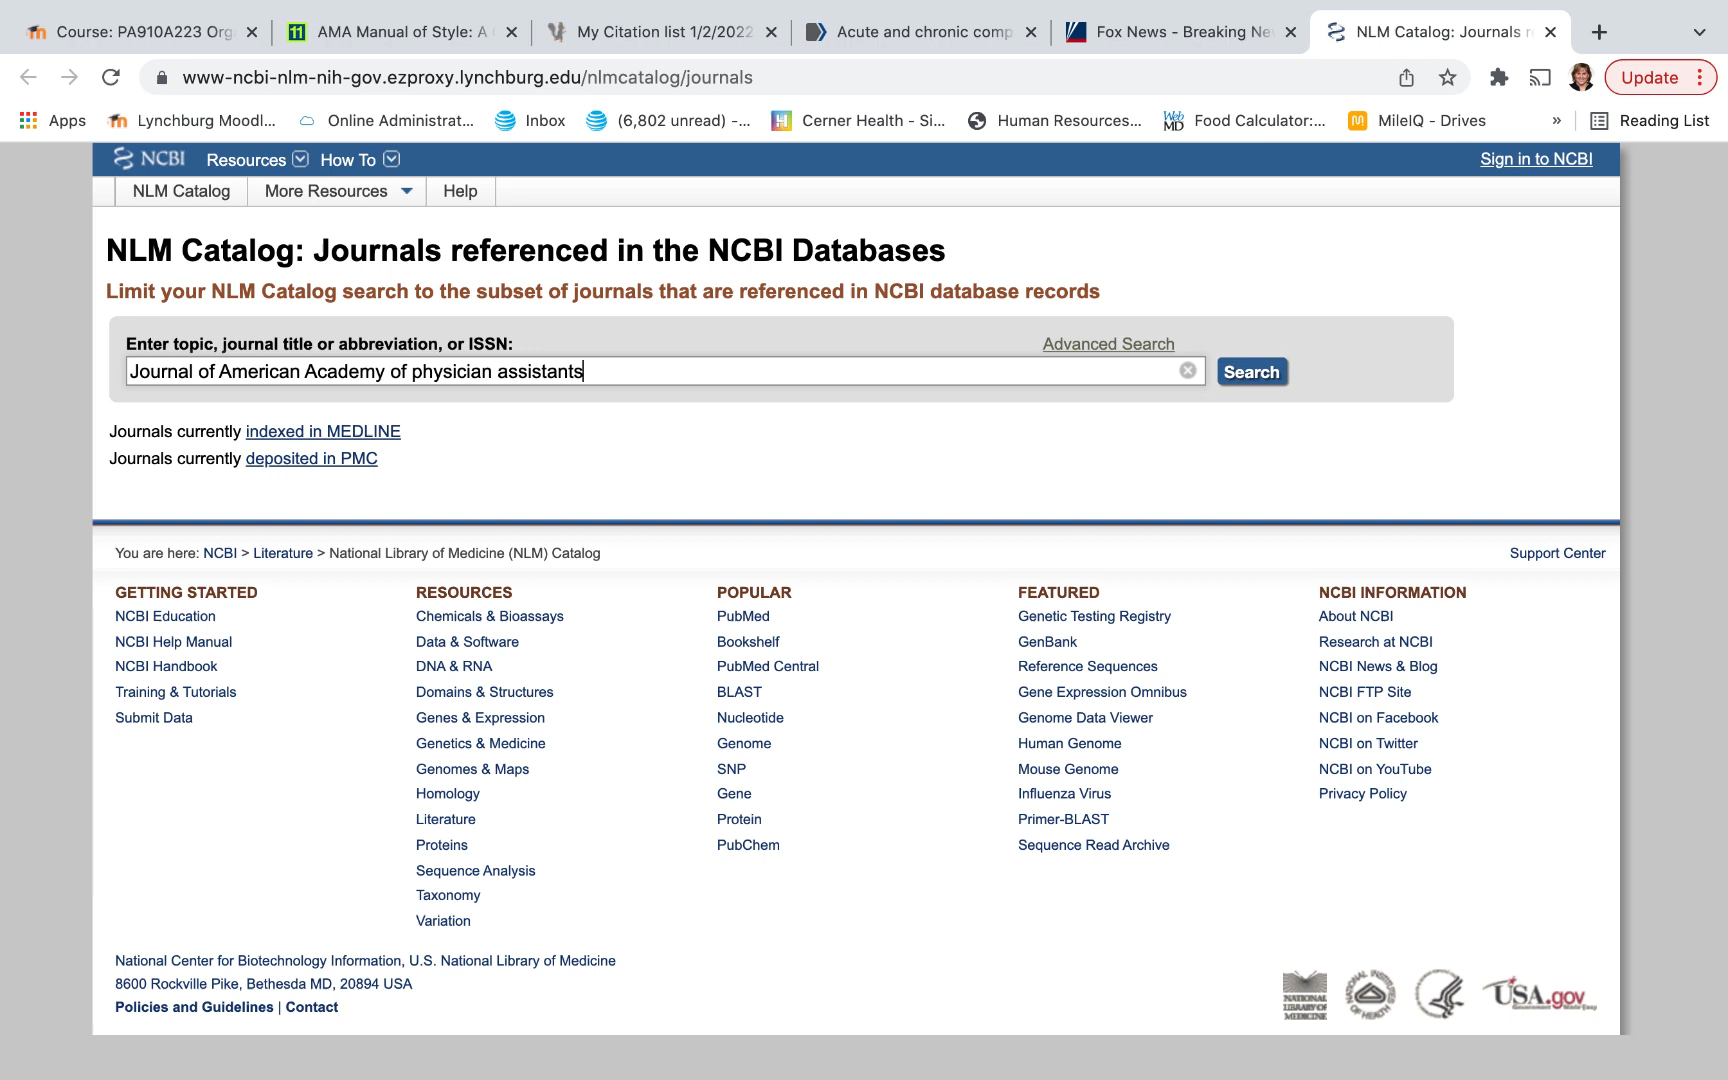 Course: PA910A223 Org
AMA Manual of Style: A
My Citation list 1/2/2022
Acute and chronic comp
Fox News - Breaking Ne
NLM Catalog: Journals r
www-ncbi-nlm-nih-gov.ezproxy.lynchburg.edu/nlmcatalog/journals
Update
Apps
Lynchburg Moodl...
Online Administrat...
Inbox
(6,802 unread) -...
Cerner Health - Si...
Human Resources...
Food Calculator:...
MileIQ - Drives
»
Reading List
NCBI Resources How To
Sign in to NCBI
NLM Catalog
More Resources
Help
NLM Catalog: Journals referenced in the NCBI Databases
Limit your NLM Catalog search to the subset of journals that are referenced in NCBI database records
Enter topic, journal title or abbreviation, or ISSN:
Advanced Search
Journal of American Academy of physician assistants
Search
Journals currently indexed in MEDLINE
Journals currently deposited in PMC
You are here: NCBI > Literature > National Library of Medicine (NLM) Catalog
Support Center
GETTING STARTED
NCBI Education
NCBI Help Manual
NCBI Handbook
Training & Tutorials
Submit Data
RESOURCES
Chemicals & Bioassays
Data & Software
DNA & RNA
Domains & Structures
Genes & Expression
Genetics & Medicine
Genomes & Maps
Homology
Literature
Proteins
Sequence Analysis
Taxonomy
Variation
POPULAR
PubMed
Bookshelf
PubMed Central
BLAST
Nucleotide
Genome
SNP
Gene
Protein
PubChem
FEATURED
Genetic Testing Registry
GenBank
Reference Sequences
Gene Expression Omnibus
Genome Data Viewer
Human Genome
Mouse Genome
Influenza Virus
Primer-BLAST
Sequence Read Archive
NCBI INFORMATION
About NCBI
Research at NCBI
NCBI News & Blog
NCBI FTP Site
NCBI on Facebook
NCBI on Twitter
NCBI on YouTube
Privacy Policy
National Center for Biotechnology Information, U.S. National Library of Medicine
8600 Rockville Pike, Bethesda MD, 20894 USA
Policies and Guidelines | Contact
NATIONAL
LIBRARY OF
MEDICINE
USA.gov